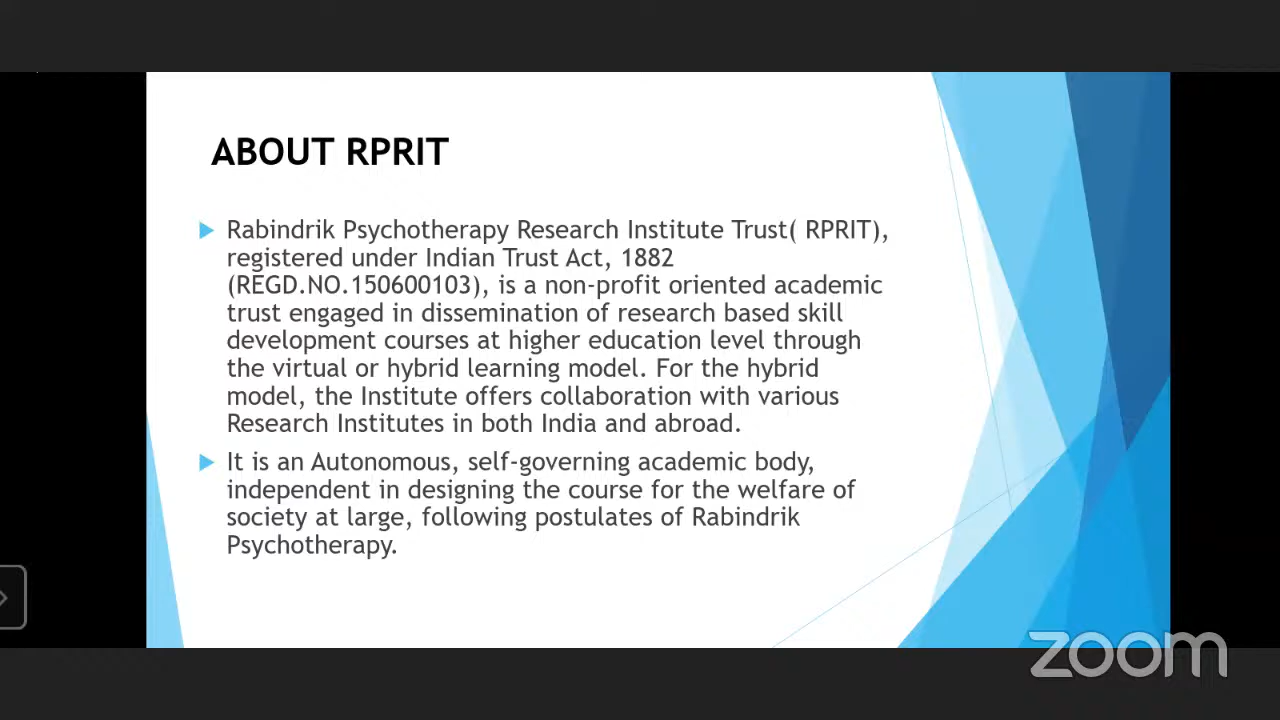 ABOUT RPRIT
Rabindrik Psychotherapy Research Institute Trust( RPRIT),
registered under Indian Trust Act, 1882
(REGD.NO.150600103), is a non-profit oriented academic
trust engaged in dissemination of research based skill
development courses at higher education level through
the virtual or hybrid learning model. For the hybrid
model, the Institute offers collaboration with various
Research Institutes in both India and abroad.
It is an Autonomous, self-governing academic body,
independent in designing the course for the welfare of
society at large, following postulates of Rabindrik
Psychotherapy.
zoom